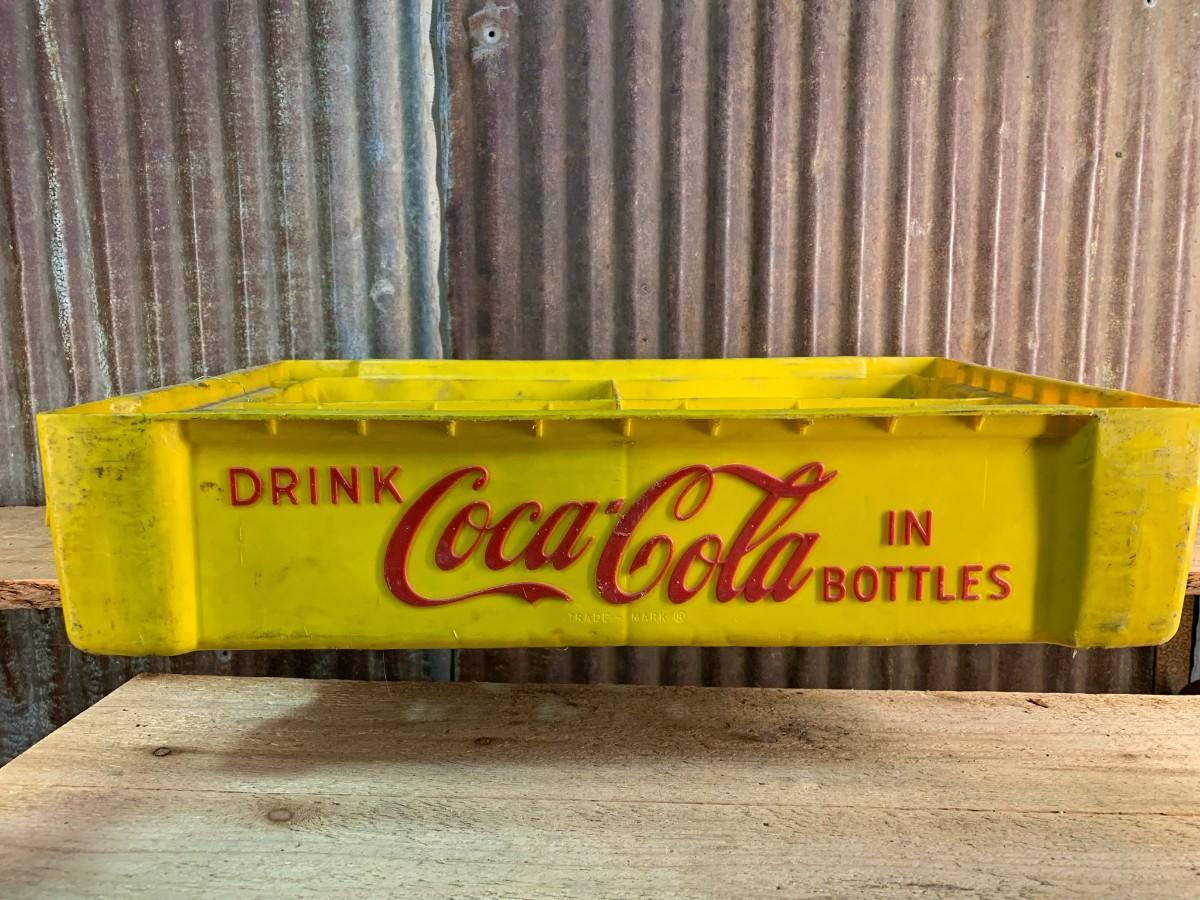 DRINK Coca-Cola IN
BOTTLES
TRADE-MARK ®